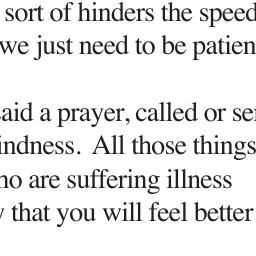 sort of hinders the speed
we just need to be patien
aid a prayer, called or se
indness.  All those things
ho are suffering illness
that you will feel better